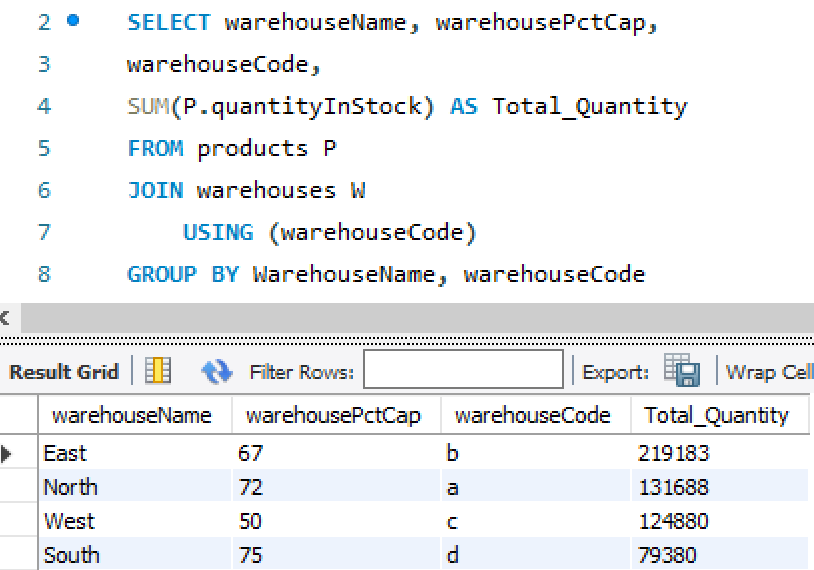 2 SELECT warehouseName, warehousePctCap,
3 warehouseCode,
4 SUM(P.quantityInStock) AS Total_Quantity
5 FROM products P
6 JOIN warehouses W
7 USING (warehouseCode)
8 GROUP BY WarehouseName, warehouseCode
Result Grid Filter Rows: Export: Wrap Cell
warehouseName warehousePctCap warehouseCode Total_Quantity
East 67 b 219183
North 72 a 131688
West 50 c 124880
South 75 d 79380